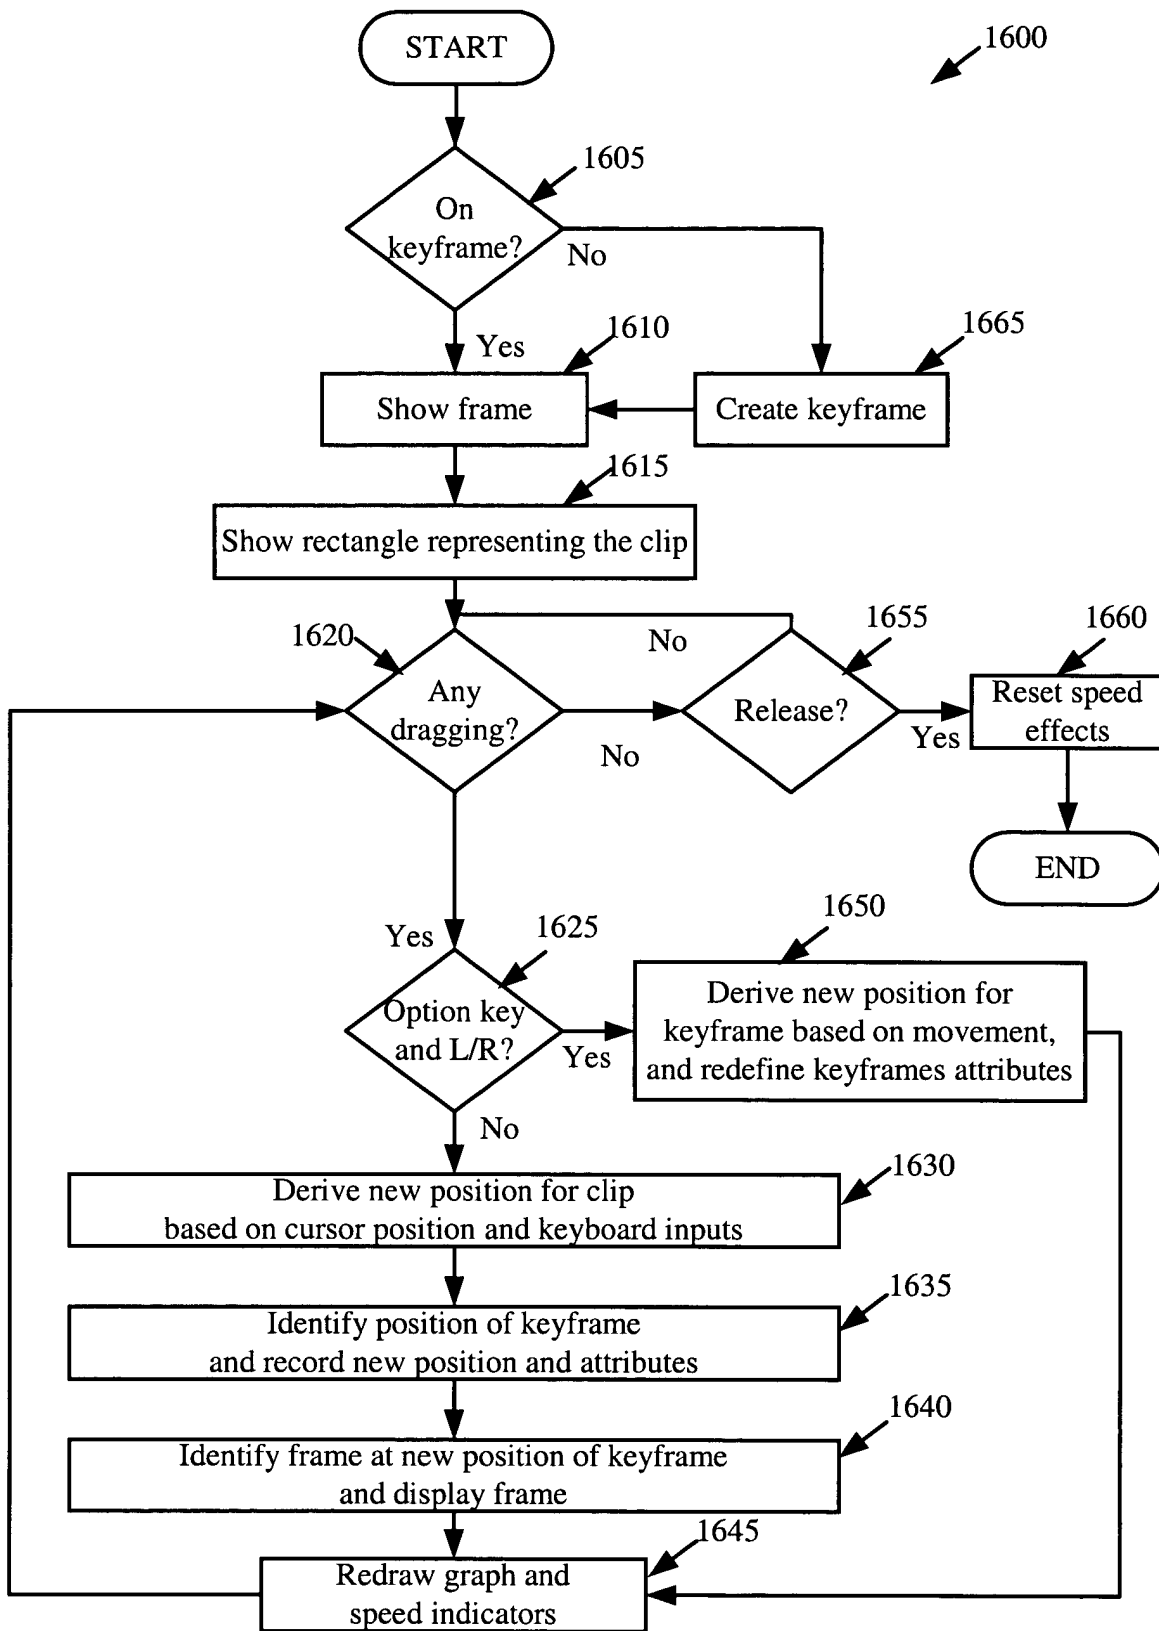 START
1600
1605
On
keyframe?
No
Yes
1610
1665
Show frame
Create keyframe
1615
Show rectangle representing the clip
1620
No
1655
1660
Any
dragging?
No
Release?
Yes
Reset speed
effects
END
Yes
1625
1650
Option key
and L/R?
Yes
Derive new position for
keyframe based on movement,
and redefine keyframes attributes
No
1630
Derive new position for clip
based on cursor position and keyboard inputs
1635
Identify position of keyframe
and record new position and attributes
1640
Identify frame at new position of keyframe
and display frame
1645
Redraw graph and
speed indicators